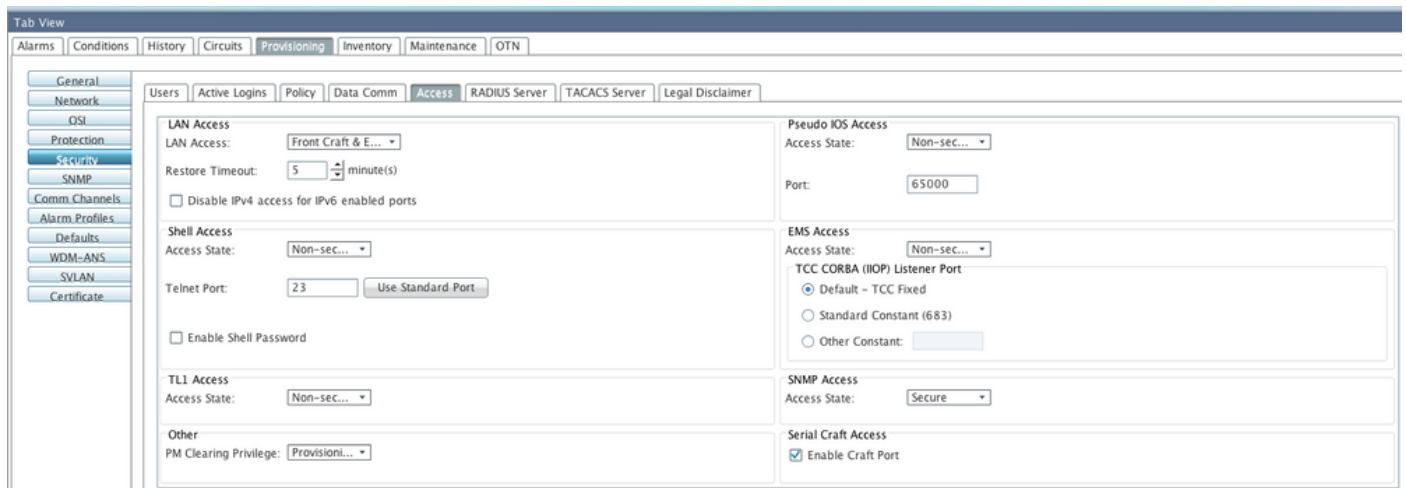 Tab View
Alarms Conditions History Circuits Provisioning Inventory Maintenance OTN
General
Network
OSI
Protection
Security
SNMP
Comm Channels
Alarm Profiles
Defaults
WDM-ANS
SVLAN
Certificate
Users Active Logins Policy Data Comm Access RADIUS Server TACACS Server Legal Disclaimer
LAN Access
LAN Access: Front Craft & E...
Restore Timeout: 5 minute(s)
Disable IPv4 access for IPv6 enabled ports
Shell Access
Access State: Non-sec...
Telnet Port: 23 Use Standard Port
Enable Shell Password
TL1 Access
Access State: Non-sec...
Other
PM Clearing Privilege: Provisioni...
Pseudo IOS Access
Access State: Non-sec...
Port: 65000
EMS Access
Access State: Non-sec...
TCC CORBA (IIOP) Listener Port
Default - TCC Fixed
Standard Constant (683)
Other Constant:
SNMP Access
Access State: Secure
Serial Craft Access
Enable Craft Port